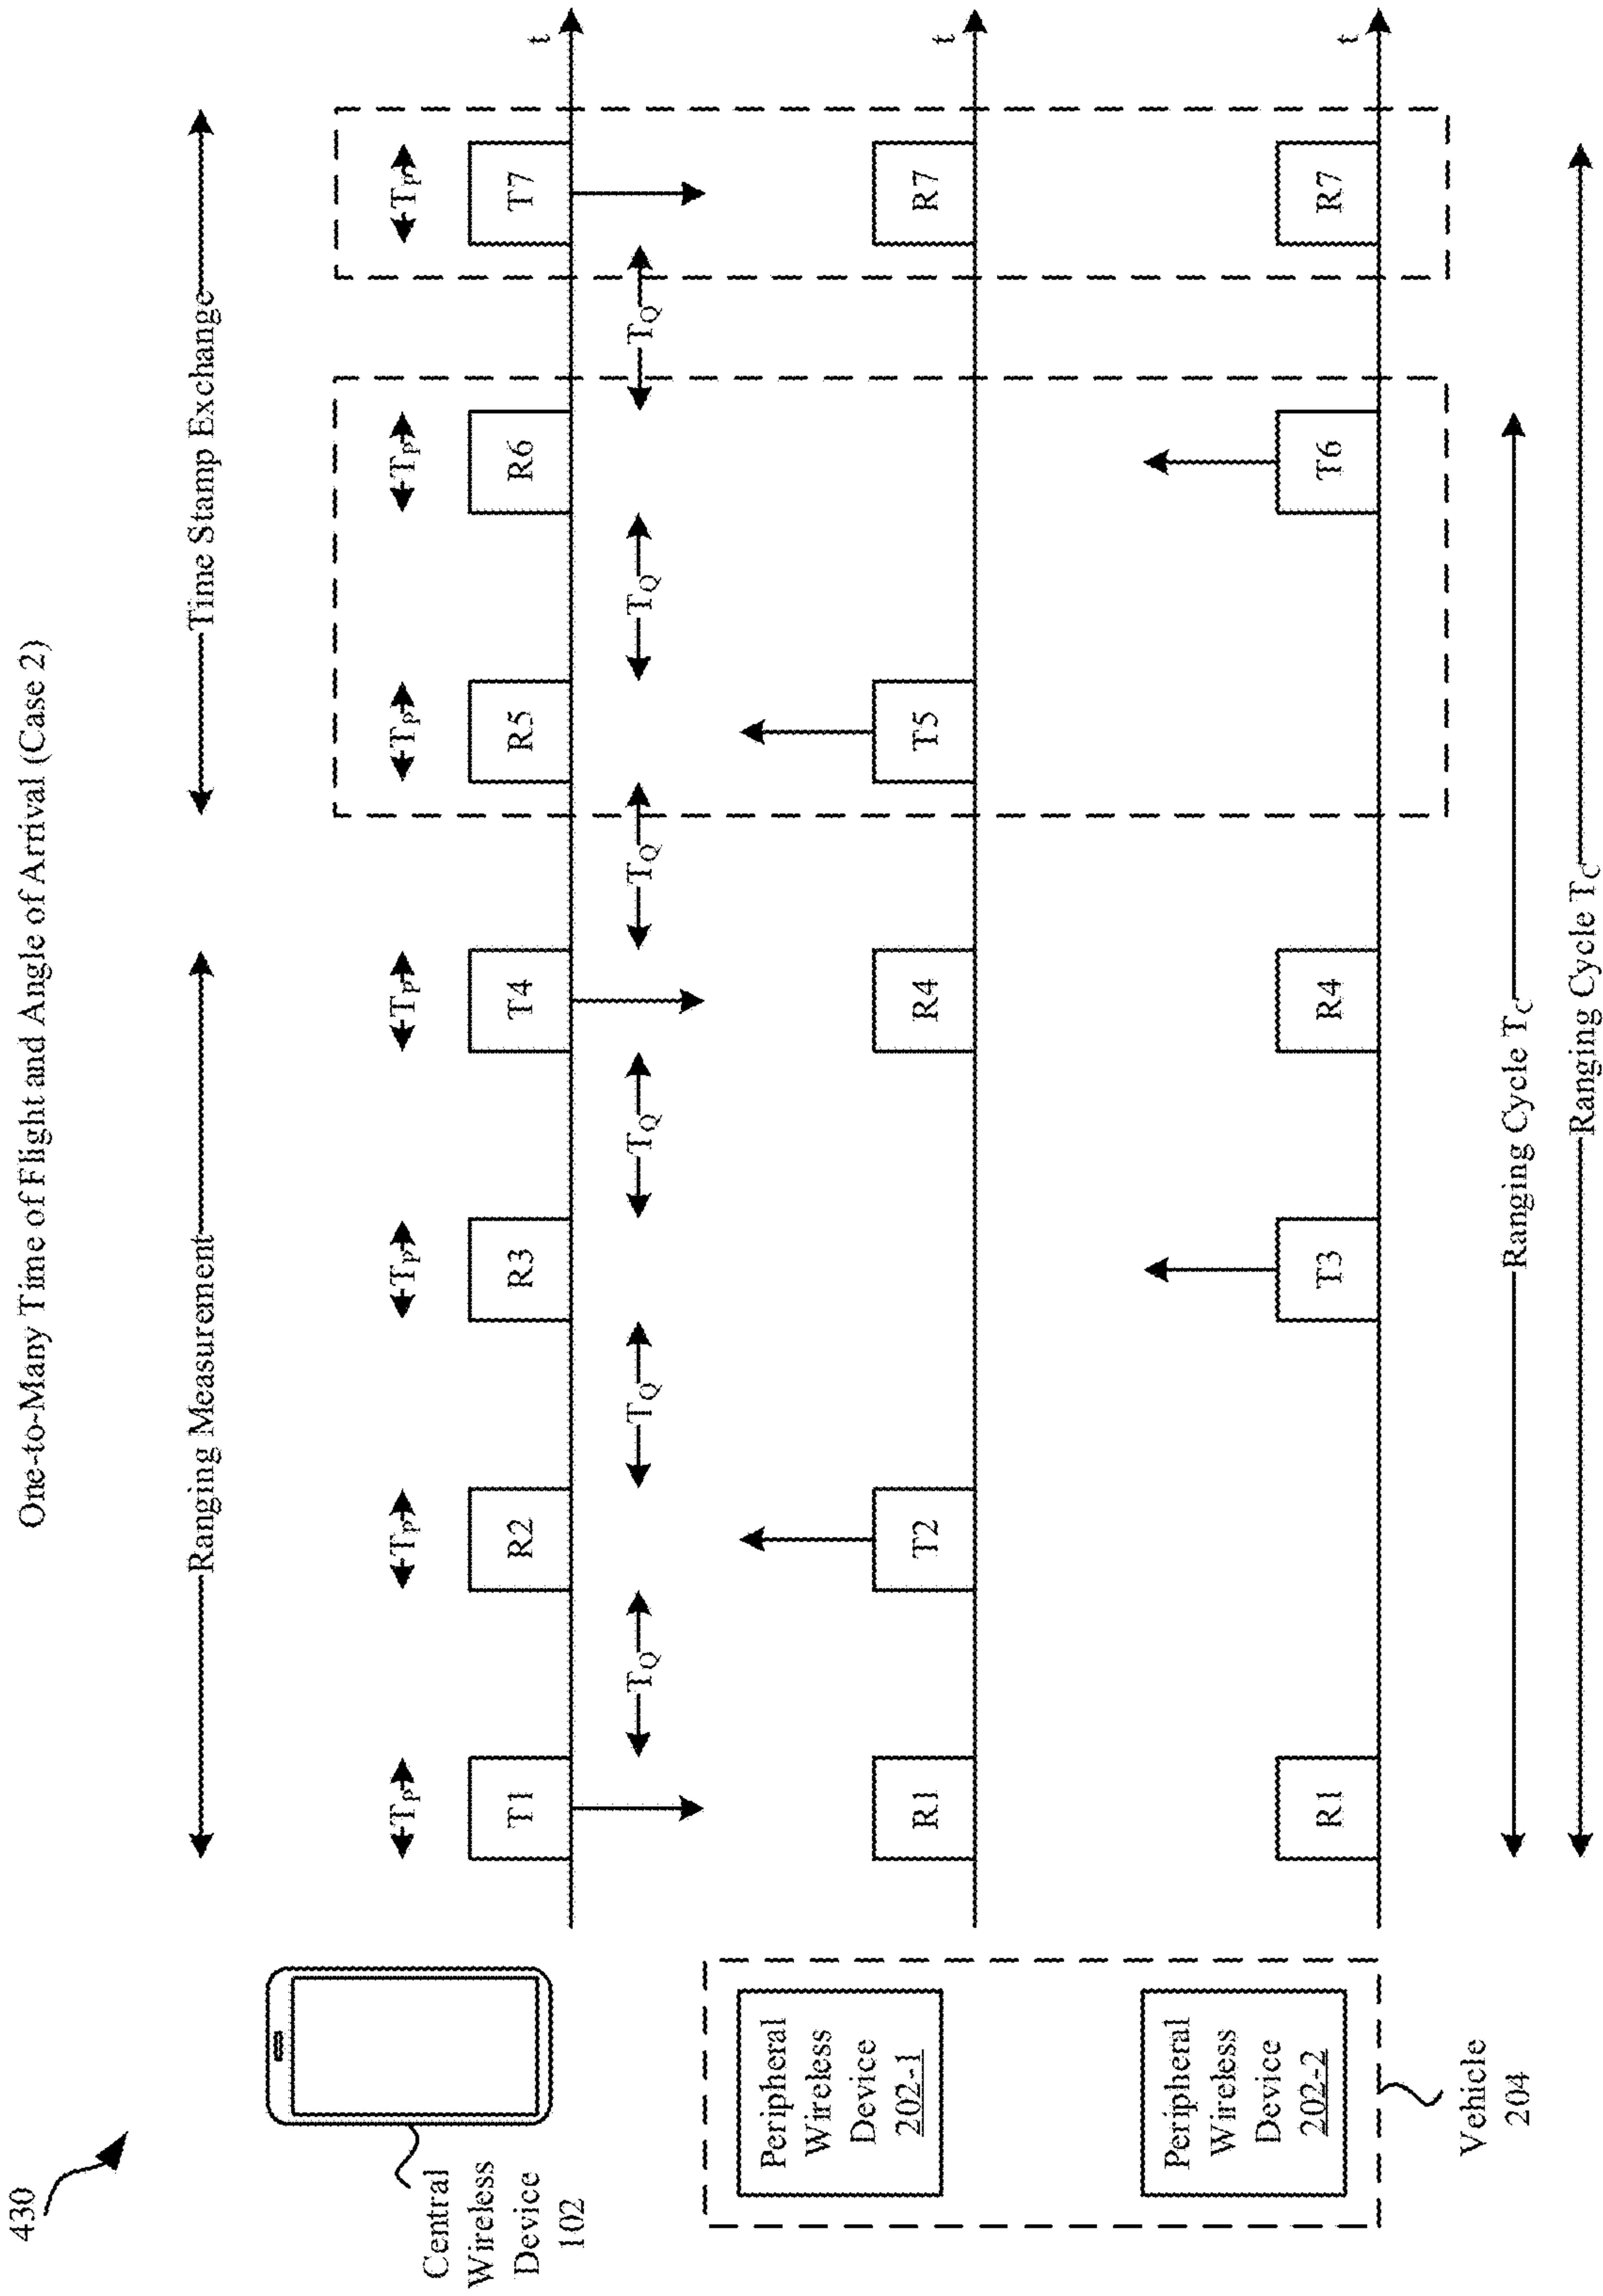 One-to-Many Time of Flight and Angle of Arrival (Case 2)
430
Ranging Measurement
Time Stamp Exchange
TP TP TP TP TP TP TP
T1 R2 R3 T4 R5 R6 T7
t
TQ TQ TQ TQ TQ TQ
Central
Wireless
Device
102
Peripheral
Wireless
Device
202-1
R1 T2 R4 T5 R7
t
Peripheral
Wireless
Device
202-2
R1 T3 R4 T6 R7
t
Vehicle
204
Ranging Cycle TC
Ranging Cycle TC